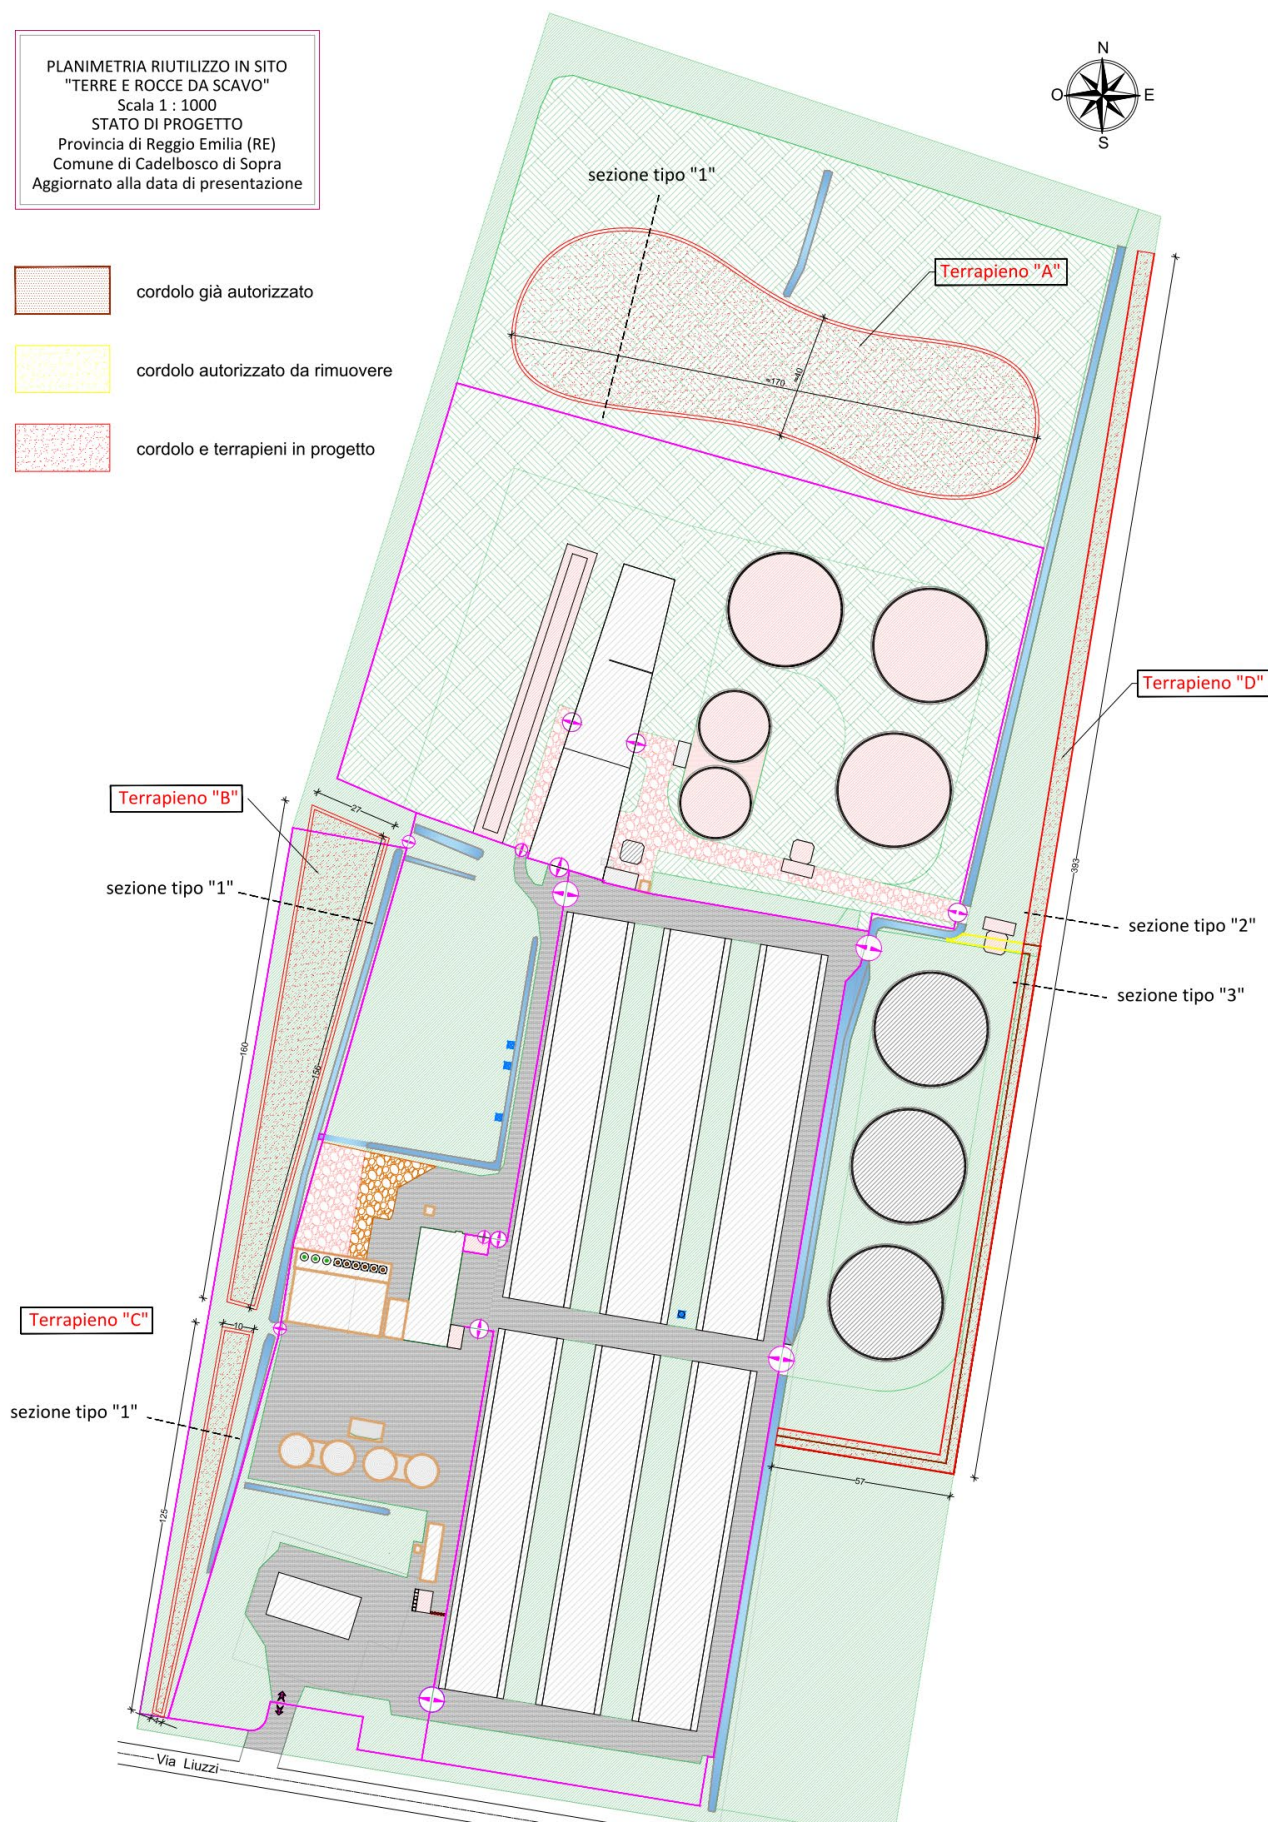 PLANIMETRIA RIUTILIZZO IN SITO
"TERRE E ROCCE DA SCAVO"
Scala 1 : 1000
STATO DI PROGETTO
Provincia di Reggio Emilia (RE)
Comune di Cadelbosco di Sopra
Aggiornato alla data di presentazione
N
O
E
S
cordolo già autorizzato
cordolo autorizzato da rimuovere
cordolo e terrapieni in progetto
sezione tipo "1"
Terrapieno "A"
≈170
≈40
Terrapieno "D"
Terrapieno "B"
27
sezione tipo "1"
393
sezione tipo "2"
sezione tipo "3"
160
156
Terrapieno "C"
10
sezione tipo "1"
57
125
4
Via Liuzzi